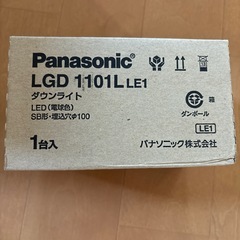 Panasonic®
LGD 1101L LE1
ダウンライト
LED（電球色）
SB形・埋込穴φ100
1台入
箱
ダンボール
LE1
パナソニック株式会社